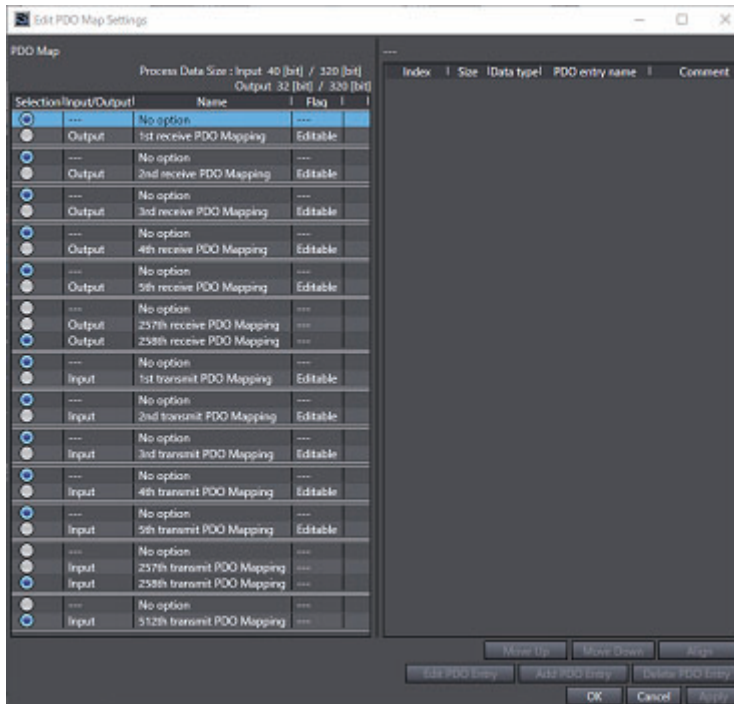 Edit PDO Map Settings
PDO Map
---
Process Data Size : Input 40 [bit] / 320 [bit]
Output 32 [bit] / 320 [bit]
Index Size Data type PDO entry name Comment
Selection Input/Output Name Flag
--- No option ---
Output 1st receive PDO Mapping Editable
--- No option ---
Output 2nd receive PDO Mapping Editable
--- No option ---
Output 3rd receive PDO Mapping Editable
--- No option ---
Output 4th receive PDO Mapping Editable
--- No option ---
Output 5th receive PDO Mapping Editable
--- No option ---
Output 257th receive PDO Mapping ---
Output 258th receive PDO Mapping ---
--- No option ---
Input 1st transmit PDO Mapping Editable
--- No option ---
Input 2nd transmit PDO Mapping Editable
--- No option ---
Input 3rd transmit PDO Mapping Editable
--- No option ---
Input 4th transmit PDO Mapping Editable
--- No option ---
Input 5th transmit PDO Mapping Editable
--- No option ---
Input 257th transmit PDO Mapping ---
Input 258th transmit PDO Mapping ---
--- No option ---
Input 512th transmit PDO Mapping ---
Move Up Move Down Align
Edit PDO Entry Add PDO Entry Delete PDO Entry
OK Cancel Apply